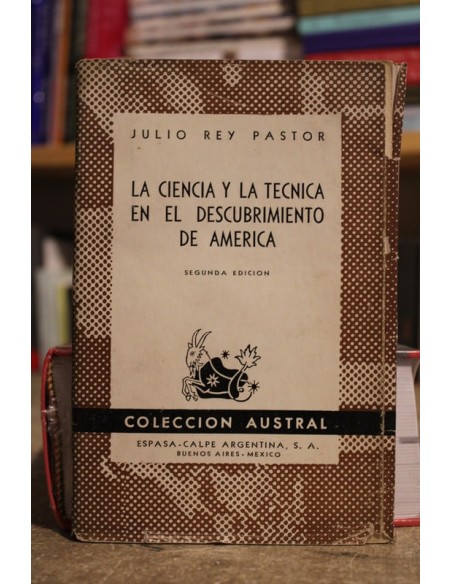 JULIO REY PASTOR
LA CIENCIA Y LA TECNICA
EN EL DESCUBRIMIENTO
DE AMERICA
SEGUNDA EDICION
COLECCION AUSTRAL
ESPASA-CALPE ARGENTINA, S. A.
BUENOS AIRES-MEXICO